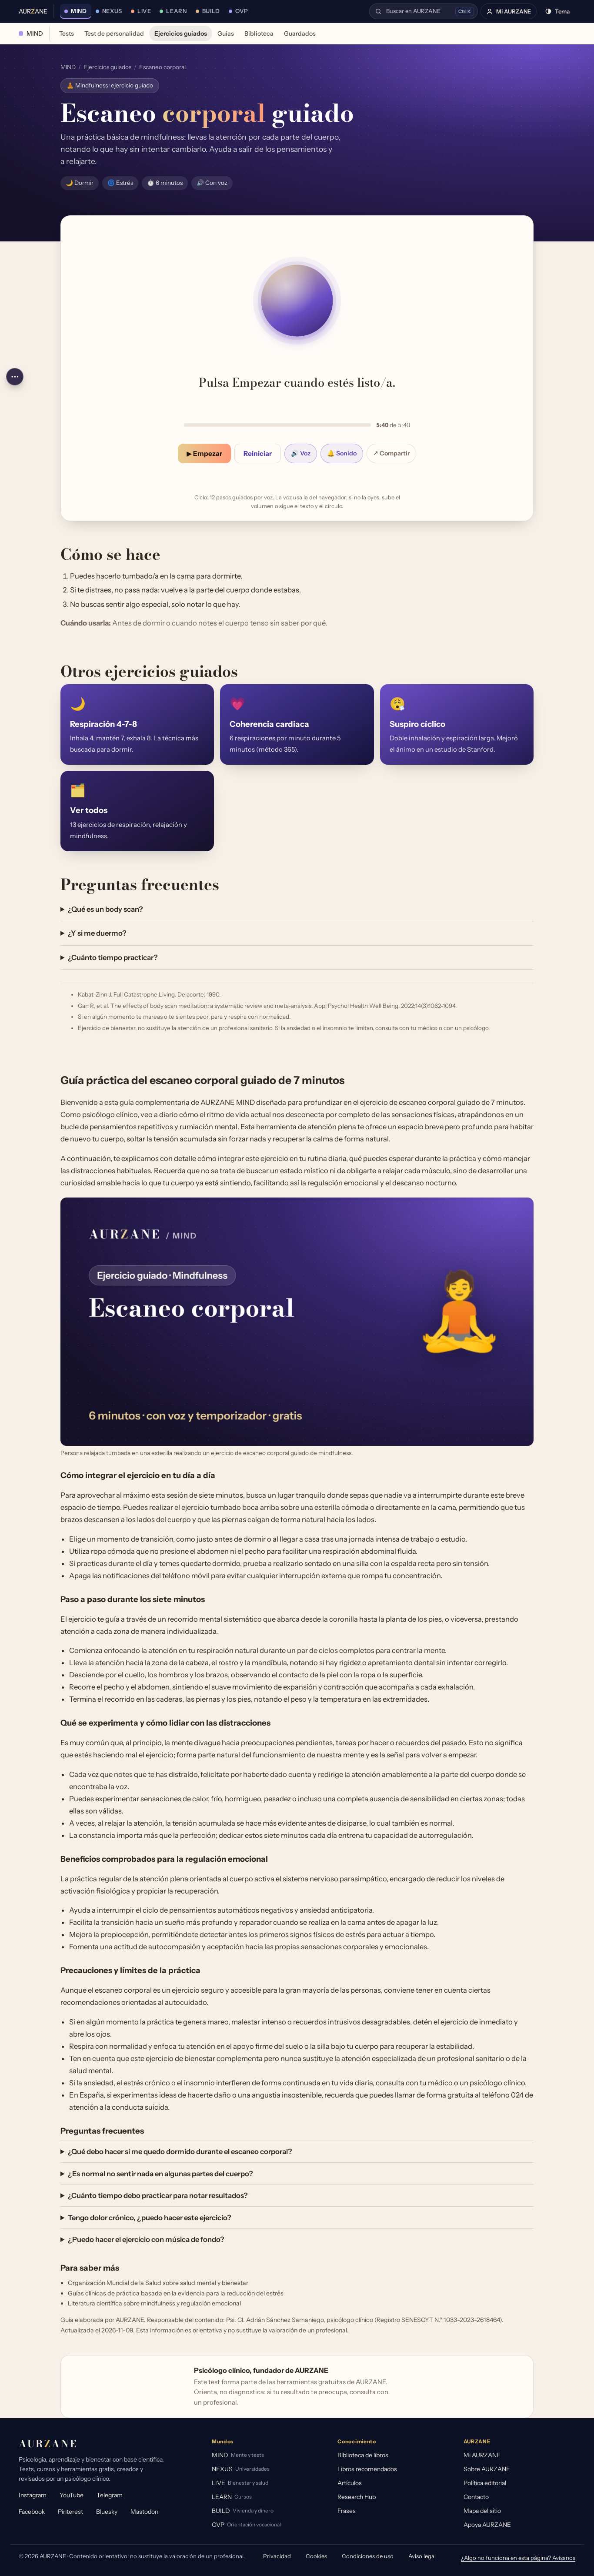 AURZANE
MIND
NEXUS
LIVE
LEARN
BUILD
OVP
Buscar en AURZANE
Ctrl K
Mi AURZANE
Tema
MIND
Tests
Test de personalidad
Ejercicios guiados
Guías
Biblioteca
Guardados
MIND / Ejercicios guiados / Escaneo corporal
Mindfulness · ejercicio guiado
Escaneo corporal guiado
Una práctica básica de mindfulness: llevas la atención por cada parte del cuerpo,
notando lo que hay sin intentar cambiarlo. Ayuda a salir de los pensamientos y
a relajarte.
Dormir
Estrés
6 minutos
Con voz
Pulsa Empezar cuando estés listo/a.
5:40 de 5:40
▶ Empezar
Reiniciar
Voz
Sonido
↗ Compartir
Ciclo: 12 pasos guiados por voz. La voz usa la del navegador; si no la oyes, sube el
volumen o sigue el texto y el círculo.
Cómo se hace
1. Puedes hacerlo tumbado/a en la cama para dormirte.
2. Si te distraes, no pasa nada: vuelve a la parte del cuerpo donde estabas.
3. No buscas sentir algo especial, solo notar lo que hay.
Cuándo usarla: Antes de dormir o cuando notes el cuerpo tenso sin saber por qué.
Otros ejercicios guiados
Respiración 4-7-8
Inhala 4, mantén 7, exhala 8. La técnica más
buscada para dormir.
Coherencia cardiaca
6 respiraciones por minuto durante 5
minutos (método 365).
Suspiro cíclico
Doble inhalación y espiración larga. Mejoró
el ánimo en un estudio de Stanford.
Ver todos
13 ejercicios de respiración, relajación y
mindfulness.
Preguntas frecuentes
▶ ¿Qué es un body scan?
▶ ¿Y si me duermo?
▶ ¿Cuánto tiempo practicar?
• Kabat-Zinn J. Full Catastrophe Living. Delacorte; 1990.
• Gan R, et al. The effects of body scan meditation: a systematic review and meta-analysis. Appl Psychol Health Well Being. 2022;14(3):1062-1094.
• Si en algún momento te mareas o te sientes peor, para y respira con normalidad.
• Ejercicio de bienestar, no sustituye la atención de un profesional sanitario. Si la ansiedad o el insomnio te limitan, consulta con tu médico o con un psicólogo.
Guía práctica del escaneo corporal guiado de 7 minutos
Bienvenido a esta guía complementaria de AURZANE MIND diseñada para profundizar en el ejercicio de escaneo corporal guiado de 7 minutos.
Como psicólogo clínico, veo a diario cómo el ritmo de vida actual nos desconecta por completo de las sensaciones físicas, atrapándonos en un
bucle de pensamientos repetitivos y rumiación mental. Esta herramienta de atención plena te ofrece un espacio breve pero profundo para habitar
de nuevo tu cuerpo, soltar la tensión acumulada sin forzar nada y recuperar la calma de forma natural.
A continuación, te explicamos con detalle cómo integrar este ejercicio en tu rutina diaria, qué puedes esperar durante la práctica y cómo manejar
las distracciones habituales. Recuerda que no se trata de buscar un estado místico ni de obligarte a relajar cada músculo, sino de desarrollar una
curiosidad amable hacia lo que tu cuerpo ya está sintiendo, facilitando así la regulación emocional y el descanso nocturno.
AURZANE / MIND
Ejercicio guiado · Mindfulness
Escaneo corporal
6 minutos · con voz y temporizador · gratis
Persona relajada tumbada en una esterilla realizando un ejercicio de escaneo corporal guiado de mindfulness.
Cómo integrar el ejercicio en tu día a día
Para aprovechar al máximo esta sesión de siete minutos, busca un lugar tranquilo donde sepas que nadie va a interrumpirte durante este breve
espacio de tiempo. Puedes realizar el ejercicio tumbado boca arriba sobre una esterilla cómoda o directamente en la cama, permitiendo que tus
brazos descansen a los lados del cuerpo y que las piernas caigan de forma natural hacia los lados.
• Elige un momento de transición, como justo antes de dormir o al llegar a casa tras una jornada intensa de trabajo o estudio.
• Utiliza ropa cómoda que no presione el abdomen ni el pecho para facilitar una respiración abdominal fluida.
• Si practicas durante el día y temes quedarte dormido, prueba a realizarlo sentado en una silla con la espalda recta pero sin tensión.
• Apaga las notificaciones del teléfono móvil para evitar cualquier interrupción externa que rompa tu concentración.
Paso a paso durante los siete minutos
El ejercicio te guía a través de un recorrido mental sistemático que abarca desde la coronilla hasta la planta de los pies, o viceversa, prestando
atención a cada zona de manera individualizada.
• Comienza enfocando la atención en tu respiración natural durante un par de ciclos completos para centrar la mente.
• Lleva la atención hacia la zona de la cabeza, el rostro y la mandíbula, notando si hay rigidez o apretamiento dental sin intentar corregirlo.
• Desciende por el cuello, los hombros y los brazos, observando el contacto de la piel con la ropa o la superficie.
• Recorre el pecho y el abdomen, sintiendo el suave movimiento de expansión y contracción que acompaña a cada exhalación.
• Termina el recorrido en las caderas, las piernas y los pies, notando el peso y la temperatura en las extremidades.
Qué se experimenta y cómo lidiar con las distracciones
Es muy común que, al principio, la mente divague hacia preocupaciones pendientes, tareas por hacer o recuerdos del pasado. Esto no significa
que estés haciendo mal el ejercicio; forma parte natural del funcionamiento de nuestra mente y es la señal para volver a empezar.
• Cada vez que notes que te has distraído, felicítate por haberte dado cuenta y redirige la atención amablemente a la parte del cuerpo donde se
encontraba la voz.
• Puedes experimentar sensaciones de calor, frío, hormigueo, pesadez o incluso una completa ausencia de sensibilidad en ciertas zonas; todas
ellas son válidas.
• A veces, al relajar la atención, la tensión acumulada se hace más evidente antes de disiparse, lo cual también es normal.
• La constancia importa más que la perfección; dedicar estos siete minutos cada día entrena tu capacidad de autorregulación.
Beneficios comprobados para la regulación emocional
La práctica regular de la atención plena orientada al cuerpo activa el sistema nervioso parasimpático, encargado de reducir los niveles de
activación fisiológica y propiciar la recuperación.
• Ayuda a interrumpir el ciclo de pensamientos automáticos negativos y ansiedad anticipatoria.
• Facilita la transición hacia un sueño más profundo y reparador cuando se realiza en la cama antes de apagar la luz.
• Mejora la propiocepción, permitiéndote detectar antes los primeros signos físicos de estrés para actuar a tiempo.
• Fomenta una actitud de autocompasión y aceptación hacia las propias sensaciones corporales y emocionales.
Precauciones y límites de la práctica
Aunque el escaneo corporal es un ejercicio seguro y accesible para la gran mayoría de las personas, conviene tener en cuenta ciertas
recomendaciones orientadas al autocuidado.
• Si en algún momento la práctica te genera mareo, malestar intenso o recuerdos intrusivos desagradables, detén el ejercicio de inmediato y
abre los ojos.
• Respira con normalidad y enfoca tu atención en el apoyo firme del suelo o la silla bajo tu cuerpo para recuperar la estabilidad.
• Ten en cuenta que este ejercicio de bienestar complementa pero nunca sustituye la atención especializada de un profesional sanitario o de la
salud mental.
• Si la ansiedad, el estrés crónico o el insomnio interfieren de forma continuada en tu vida diaria, consulta con tu médico o un psicólogo clínico.
• En España, si experimentas ideas de hacerte daño o una angustia insostenible, recuerda que puedes llamar de forma gratuita al teléfono 024 de
atención a la conducta suicida.
Preguntas frecuentes
▶ ¿Qué debo hacer si me quedo dormido durante el escaneo corporal?
▶ ¿Es normal no sentir nada en algunas partes del cuerpo?
▶ ¿Cuánto tiempo debo practicar para notar resultados?
▶ Tengo dolor crónico, ¿puedo hacer este ejercicio?
▶ ¿Puedo hacer el ejercicio con música de fondo?
Para saber más
• Organización Mundial de la Salud sobre salud mental y bienestar
• Guías clínicas de práctica basada en la evidencia para la reducción del estrés
• Literatura científica sobre mindfulness y regulación emocional
Guía elaborada por AURZANE. Responsable del contenido: Psi. Cl. Adrián Sánchez Samaniego, psicólogo clínico (Registro SENESCYT N.º 1033-2023-2618464).
Actualizada el 2026-11-09. Esta información es orientativa y no sustituye la valoración de un profesional.
Psicólogo clínico, fundador de AURZANE
Este test forma parte de las herramientas gratuitas de AURZANE.
Orienta, no diagnostica: si tu resultado te preocupa, consulta con
un profesional.
AURZANE
Psicología, aprendizaje y bienestar con base científica.
Tests, cursos y herramientas gratis, creados y
revisados por un psicólogo clínico.
Instagram
YouTube
Telegram
Facebook
Pinterest
Bluesky
Mastodon
Mundos
MIND Mente y tests
NEXUS Universidades
LIVE Bienestar y salud
LEARN Cursos
BUILD Vivienda y dinero
OVP Orientación vocacional
Conocimiento
Biblioteca de libros
Libros recomendados
Artículos
Research Hub
Frases
AURZANE
Mi AURZANE
Sobre AURZANE
Política editorial
Contacto
Mapa del sitio
Apoya AURZANE
© 2026 AURZANE · Contenido orientativo: no sustituye la valoración de un profesional.
Privacidad
Cookies
Condiciones de uso
Aviso legal
¿Algo no funciona en esta página? Avísanos